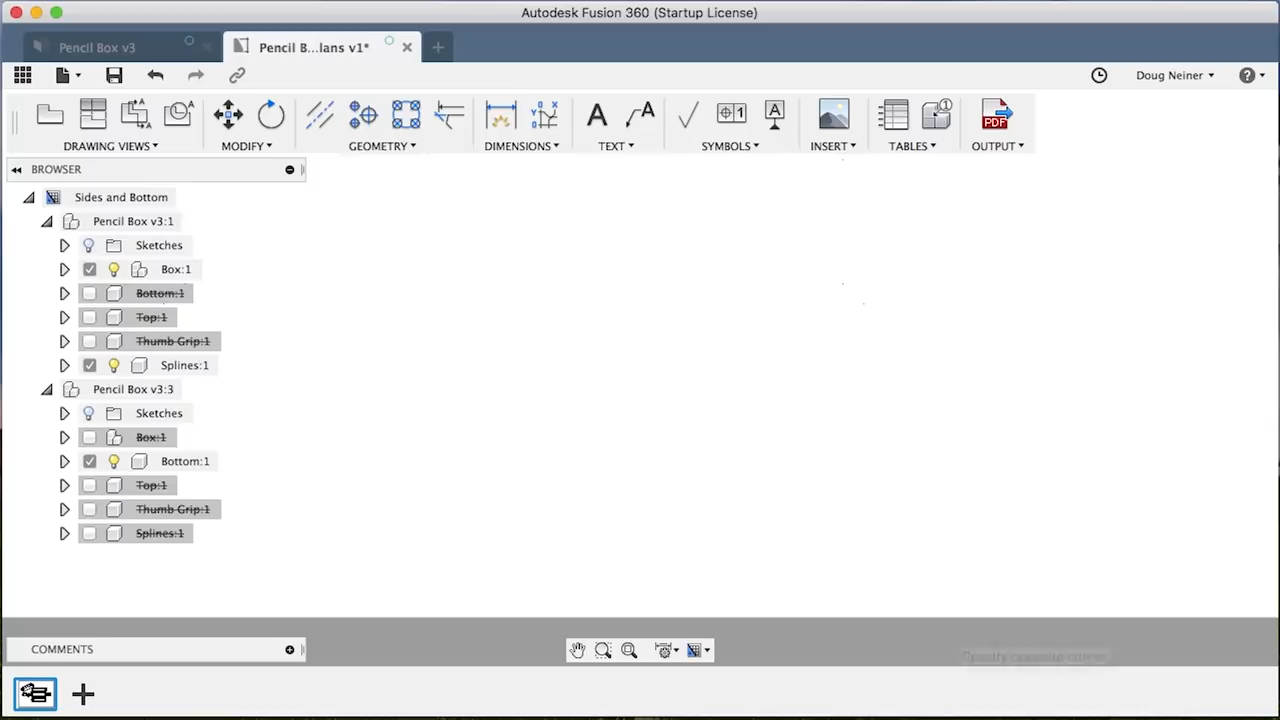 Autodesk Fusion 360 (Startup License)
Pencil Box v3
Pencil B...lans v1*
Doug Neiner
DRAWING VIEWS
MODIFY
GEOMETRY
DIMENSIONS
TEXT
SYMBOLS
INSERT
TABLES
OUTPUT
BROWSER
Sides and Bottom
Pencil Box v3:1
Sketches
Box:1
Bottom:1
Top:1
Thumb Grip:1
Splines:1
Pencil Box v3:3
Sketches
Box:1
Bottom:1
Top:1
Thumb Grip:1
Splines:1
COMMENTS